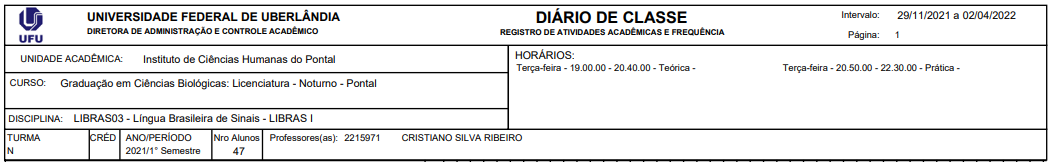 UFU
UNIVERSIDADE FEDERAL DE UBERLÂNDIA
DIRETORA DE ADMINISTRAÇÃO E CONTROLE ACADÊMICO
DIÁRIO DE CLASSE
REGISTRO DE ATIVIDADES ACADÊMICAS E FREQUÊNCIA
Intervalo: 29/11/2021 a 02/04/2022
Página: 1
UNIDADE ACADÊMICA: Instituto de Ciências Humanas do Pontal
CURSO: Graduação em Ciências Biológicas: Licenciatura - Noturno - Pontal
DISCIPLINA: LIBRAS03 - Língua Brasileira de Sinais - LIBRAS I
HORÁRIOS:
Terça-feira - 19.00.00 - 20.40.00 - Teórica - Terça-feira - 20.50.00 - 22.30.00 - Prática -
TURMA CRÉD ANO/PERÍODO Nro Alunos Professores(as): 2215971 CRISTIANO SILVA RIBEIRO
N 2021/1° Semestre 47